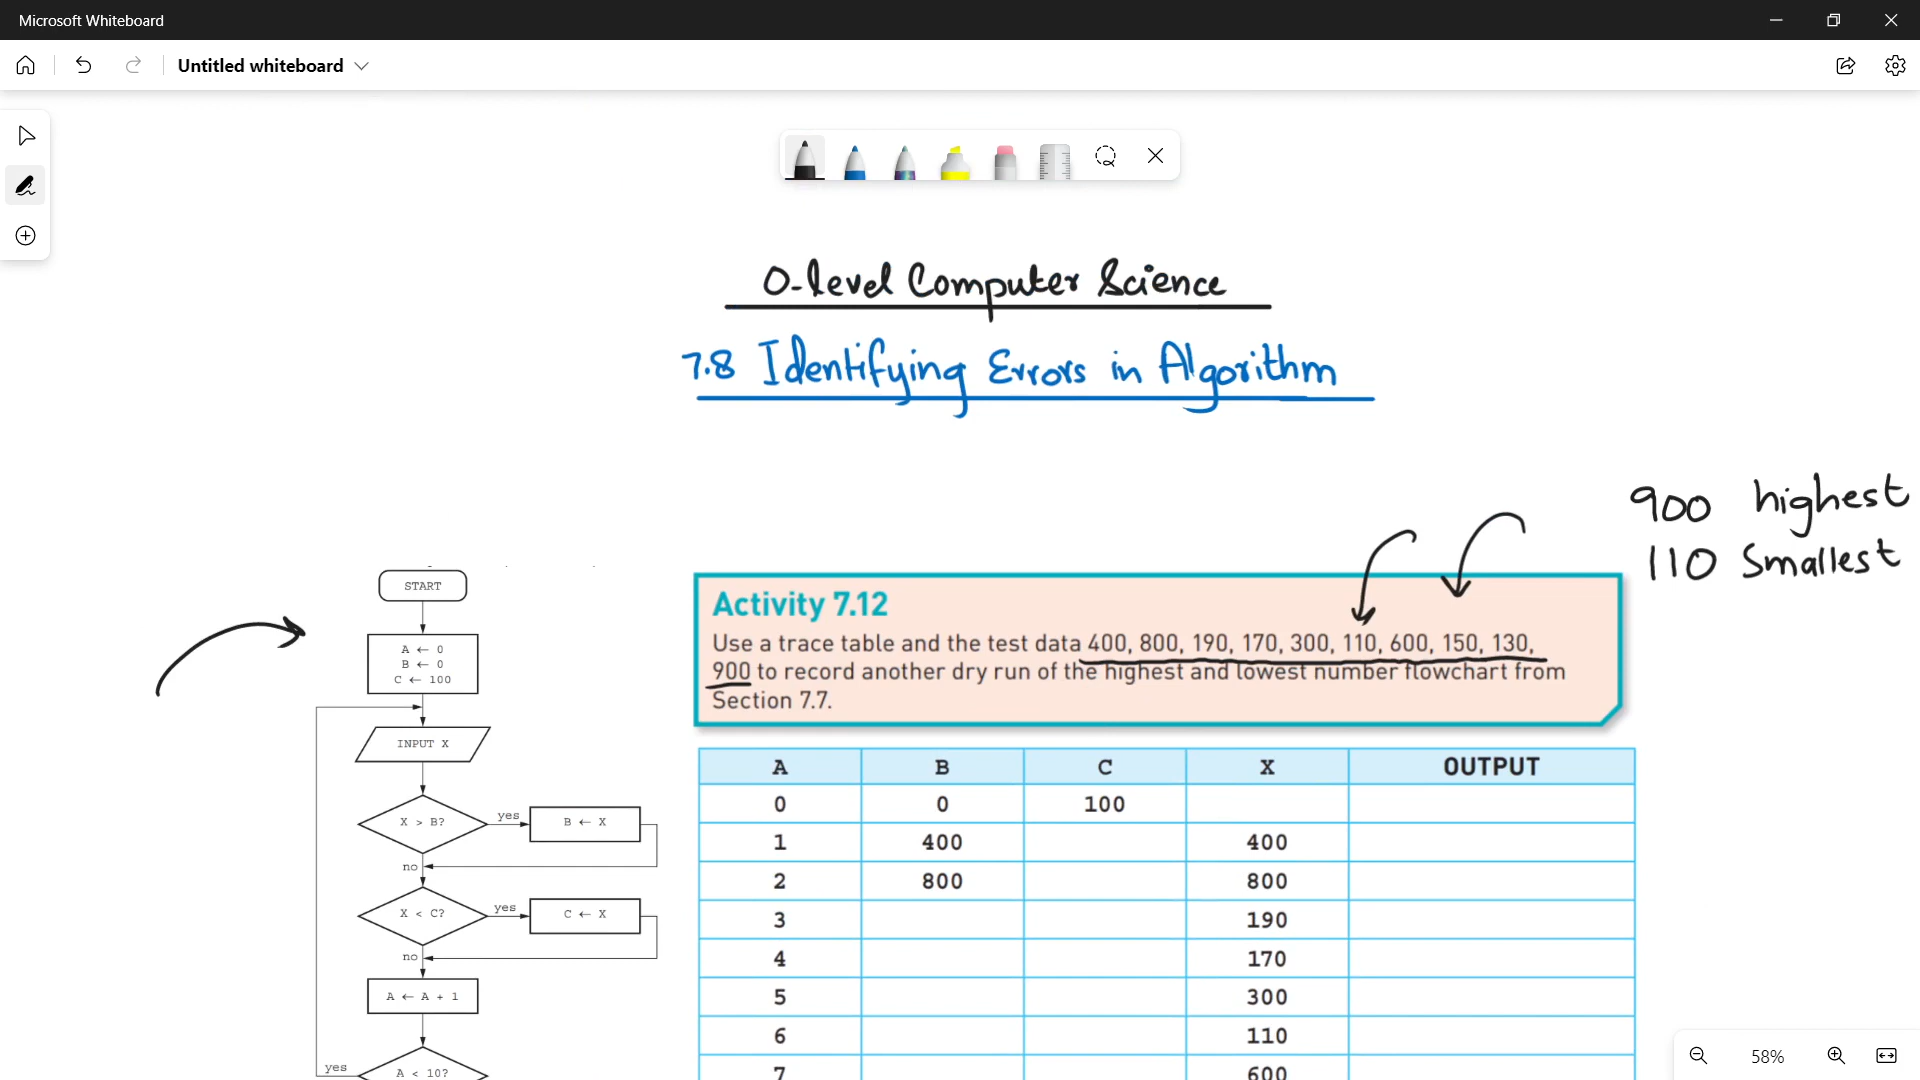 Microsoft Whiteboard
Untitled whiteboard
O-level Computer Science
7.8 Identifying Errors in Algorithm
900 highest
110 Smallest
START
A ← 0
B ← 0
C ← 100
INPUT X
X > B?
yes
B ← X
no
X < C?
yes
C ← X
no
A ← A + 1
yes
A < 10?
Activity 7.12
Use a trace table and the test data 400, 800, 190, 170, 300, 110, 600, 150, 130,
900 to record another dry run of the highest and lowest number flowchart from
Section 7.7.
A B C X OUTPUT
0 0 100
1 400 400
2 800 800
3 190
4 170
5 300
6 110
7 600
58%